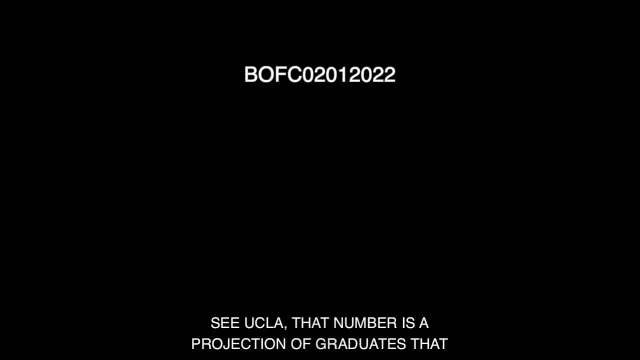 BOFC02012022
SEE UCLA, THAT NUMBER IS A
PROJECTION OF GRADUATES THAT